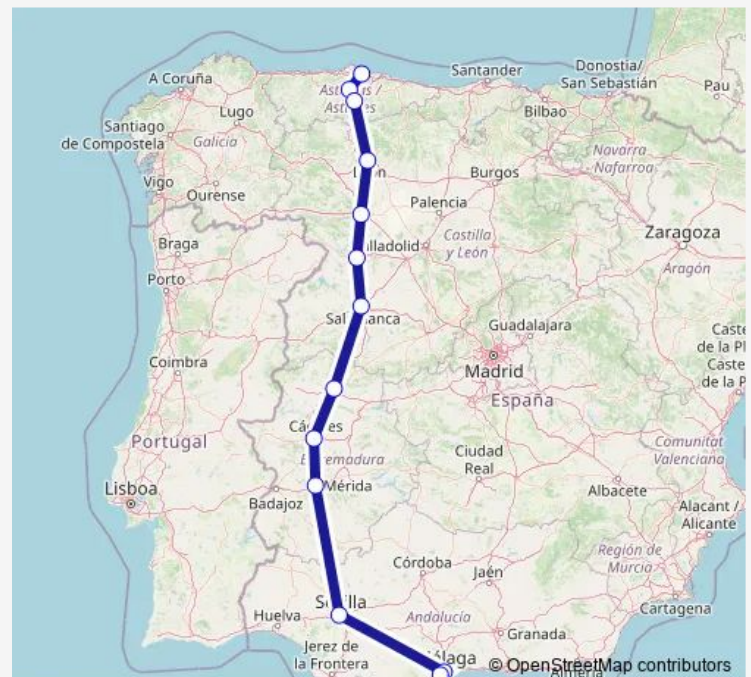 A Coruña
Santander
Donostia/
San Sebastián
Pau
Lugo
Bilbao
Santiago
de Compostela
Galicia
Navarra
Nafarroa
Vigo
Ourense
Burgos
Palencia
Castilla
y León
Zaragoza
Aragón
Braga
Porto
Guadalajara
Madrid
España
Coimbra
Portugal
Ciudad
Real
Comunitat
Valenciana
Lisboa
Mérida
Badajoz
Albacete
Alacant /
Alicante
Región de
Murcia
Córdoba
Jaén
Huelva
Andalucía
Cartagena
Granada
Jerez de
la Frontera
© OpenStreetMap contributors